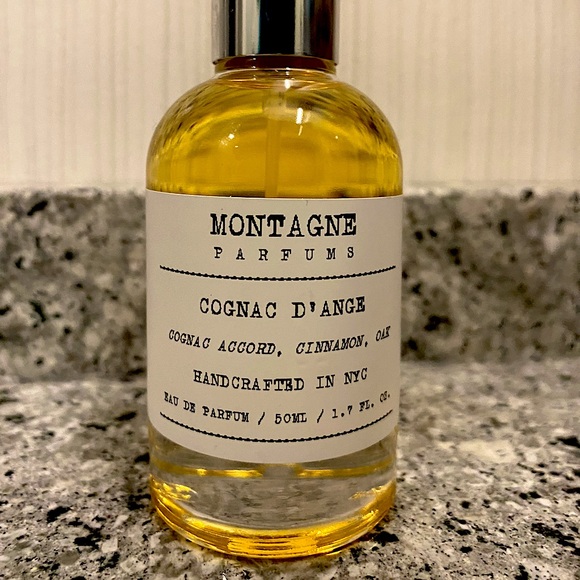 MONTAGNE
PARFUMS
COGNAC D'ANGE
COGNAC ACCORD, CINNAMON, OAK
HANDCRAFTED IN NYC
EAU DE PARFUM / 50ML / 1.7 FL. OZ.